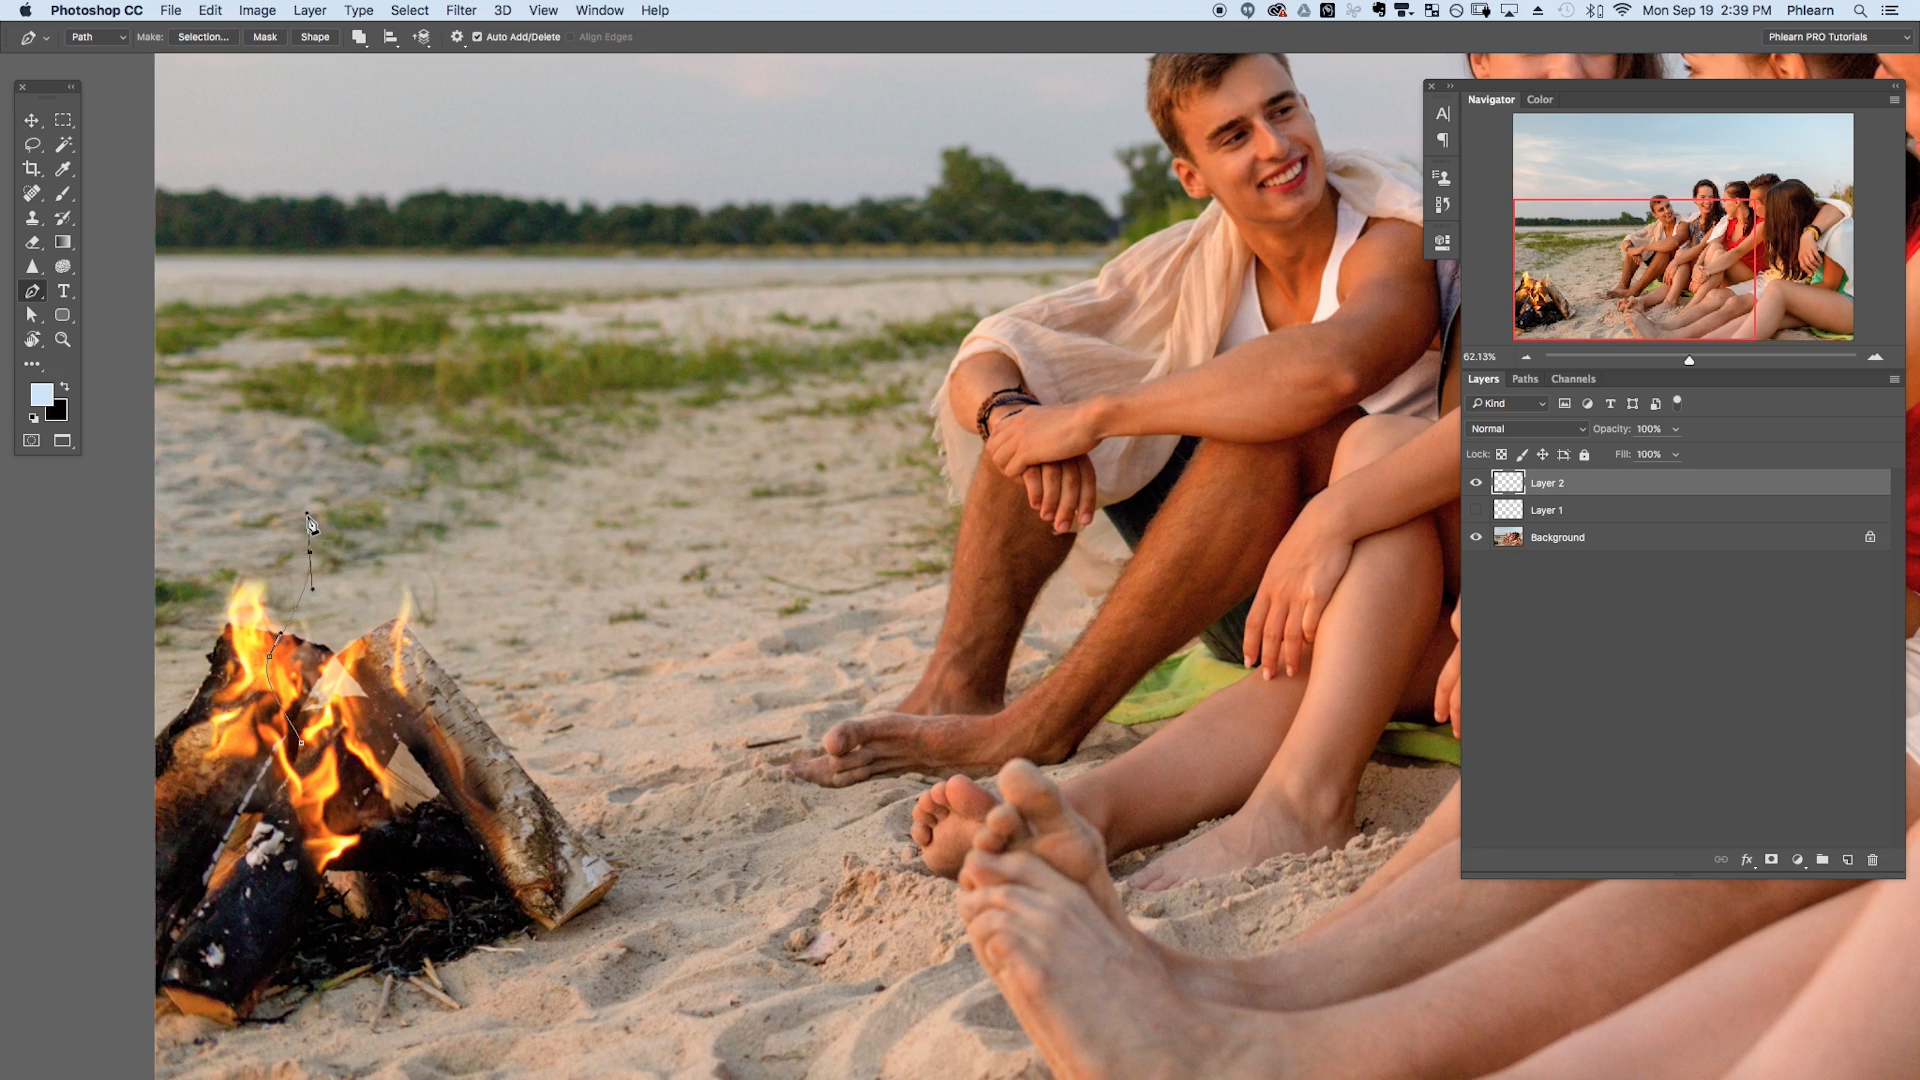 Photoshop CC File Edit Image Layer Type Select Filter 3D View Window Help Mon Sep 19 2:39 PM Phlearn
Path Make: Selection... Mask Shape Auto Add/Delete Align Edges Phlearn PRO Tutorials
Navigator Color
62.13%
Layers Paths Channels
Kind
Normal Opacity: 100%
Lock: Fill: 100%
Layer 2
Layer 1
Background
fx